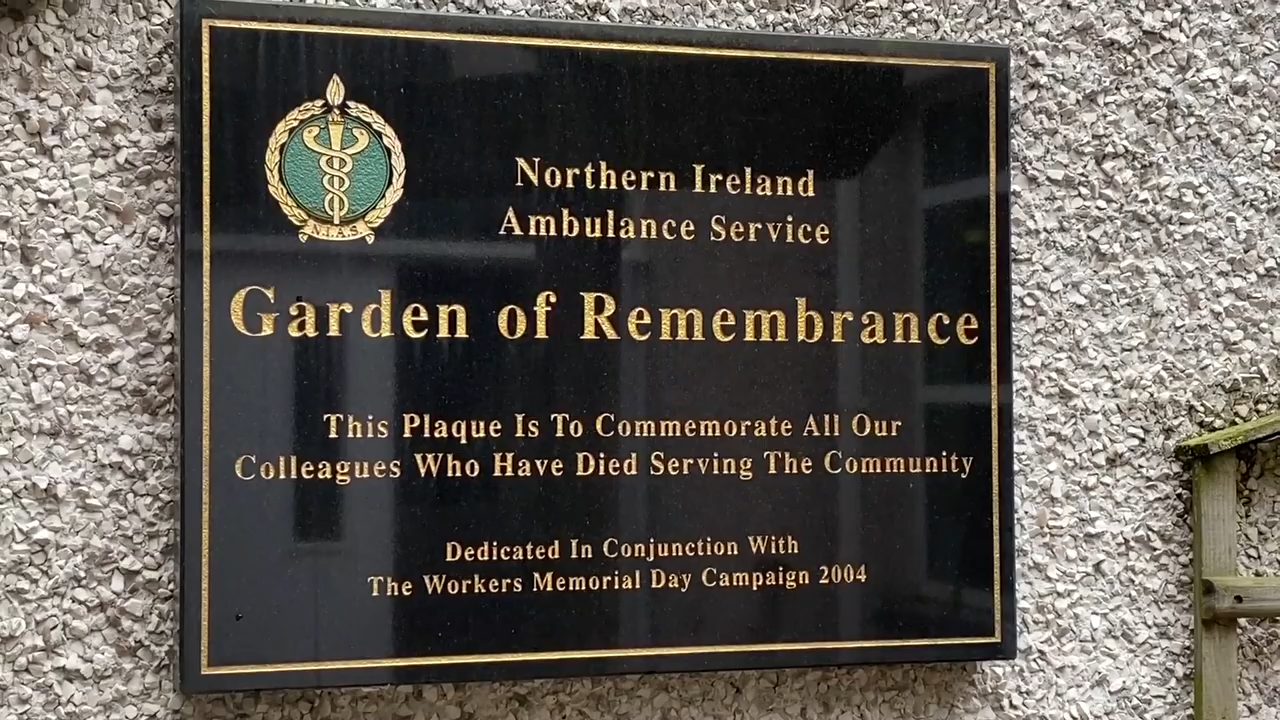 N.I.A.S.
Northern Ireland
Ambulance Service
Garden of Remembrance
This Plaque Is To Commemorate All Our
Colleagues Who Have Died Serving The Community
Dedicated In Conjunction With
The Workers Memorial Day Campaign 2004